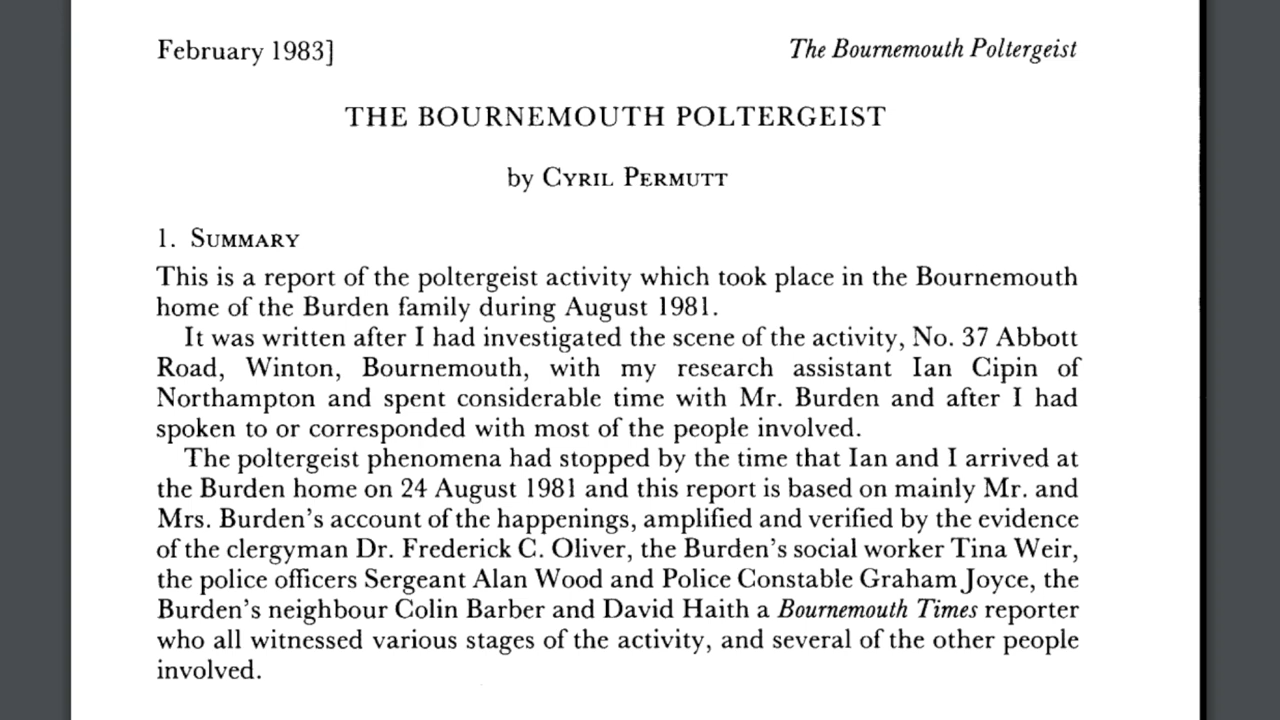 February 1983]
The Bournemouth Poltergeist
THE BOURNEMOUTH POLTERGEIST
by CYRIL PERMUTT
1. SUMMARY
This is a report of the poltergeist activity which took place in the Bournemouth
home of the Burden family during August 1981.
It was written after I had investigated the scene of the activity, No. 37 Abbott
Road, Winton, Bournemouth, with my research assistant Ian Cipin of
Northampton and spent considerable time with Mr. Burden and after I had
spoken to or corresponded with most of the people involved.
The poltergeist phenomena had stopped by the time that Ian and I arrived at
the Burden home on 24 August 1981 and this report is based on mainly Mr. and
Mrs. Burden's account of the happenings, amplified and verified by the evidence
of the clergyman Dr. Frederick C. Oliver, the Burden's social worker Tina Weir,
the police officers Sergeant Alan Wood and Police Constable Graham Joyce, the
Burden's neighbour Colin Barber and David Haith a Bournemouth Times reporter
who all witnessed various stages of the activity, and several of the other people
involved.